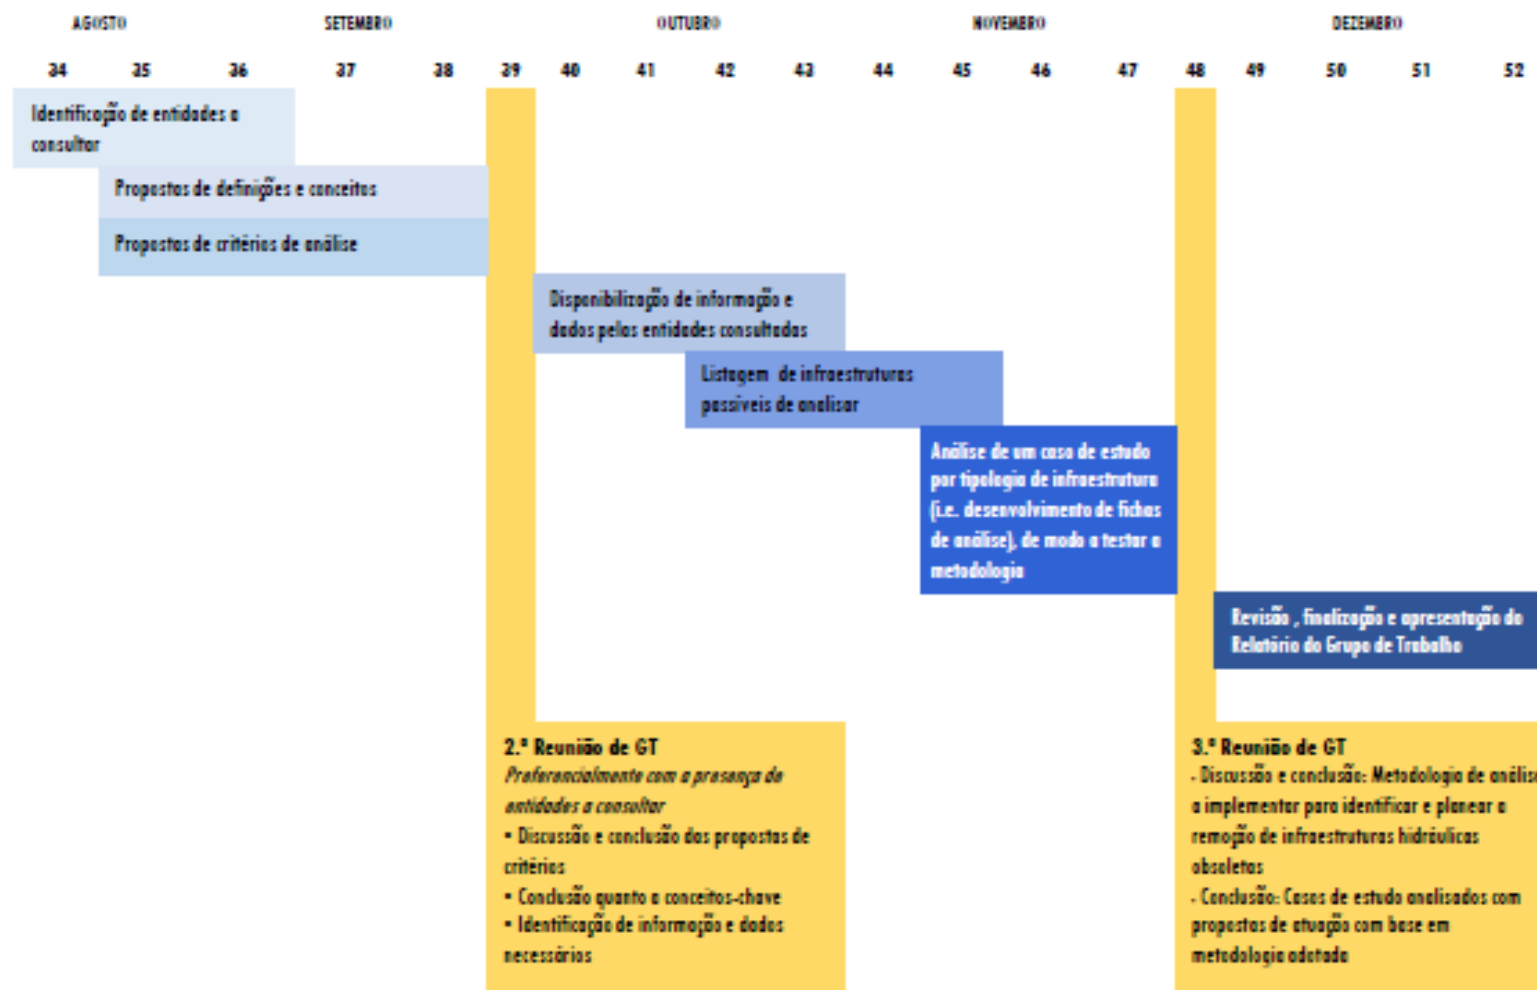 AGOSTO SETEMBRO OUTUBRO NOVEMBRO DEZEMBRO
34 35 36 37 38 39 40 41 42 43 44 45 46 47 48 49 50 51 52
Identificação de entidades a
consultar
Propostas de definições e conceitos
Propostas de critérios de análise
Disponibilização de informação e
dados pelas entidades consultadas
Listagem de infraestruturas
passíveis de analisar
Análise de um caso de estudo
por tipologia de infraestrutura
(i.e. desenvolvimento de fichas
de análise), de modo a testar a
metodologia
Revisão , finalização e apresentação do
Relatório do Grupo de Trabalho
2.ª Reunião de GT
Preferencialmente com a presença de
entidades a consultar
▪ Discussão e conclusão das propostas de
critérios
▪ Conclusão quanto a conceitos-chave
▪ Identificação de informação e dados
necessários
3.ª Reunião de GT
- Discussão e conclusão: Metodologia de análise
a implementar para identificar e planear a
remoção de infraestruturas hidráulicas
obsoletas
- Conclusão: Casos de estudo analisados com
propostas de atuação com base em
metodologia adotada